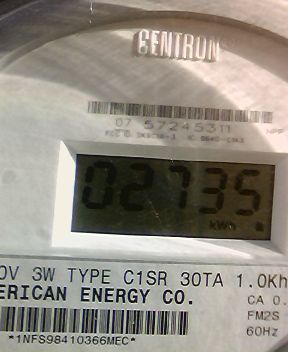 CENTRON
07 57245311
02735
kWh
0V 3W TYPE C1SR 30TA 1.0Kh
ERICAN ENERGY CO.
CA 0.
FM2S
60Hz
*1NFS98410366MEC*